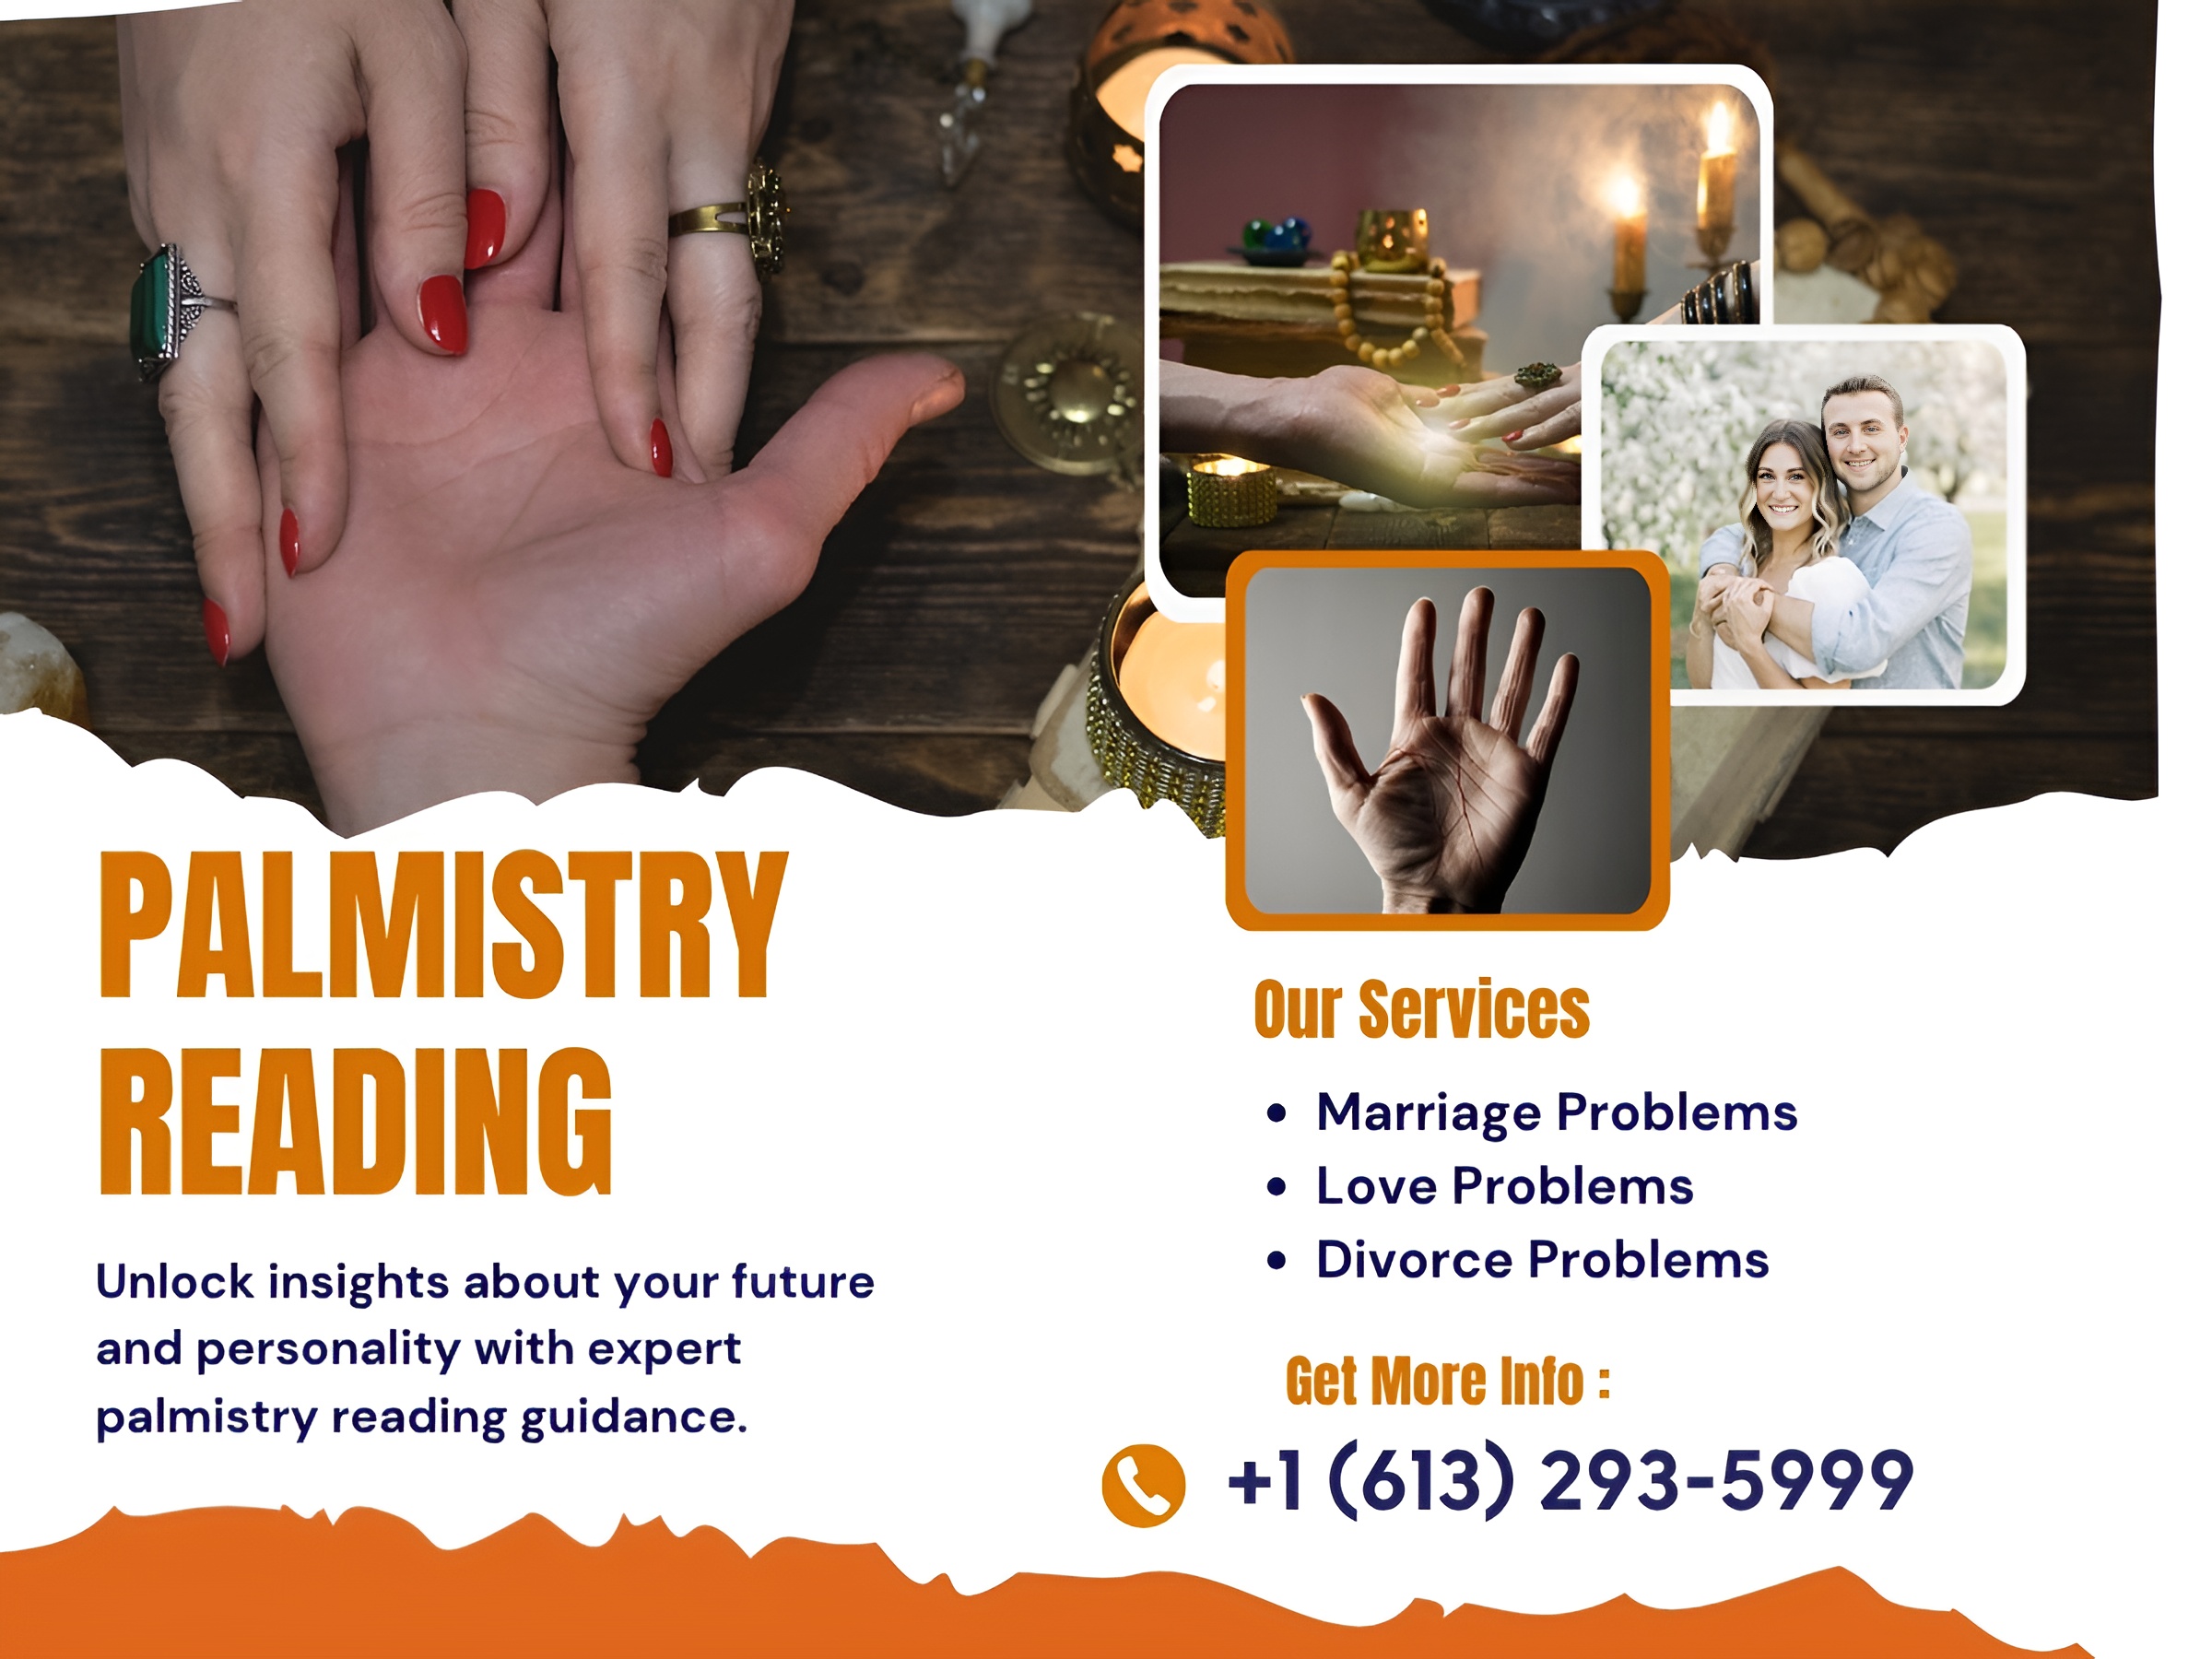 PALMISTRY
READING
Unlock insights about your future
and personality with expert
palmistry reading guidance.
Our Services
• Marriage Problems
• Love Problems
• Divorce Problems
Get More Info :
+1 (613) 293-5999